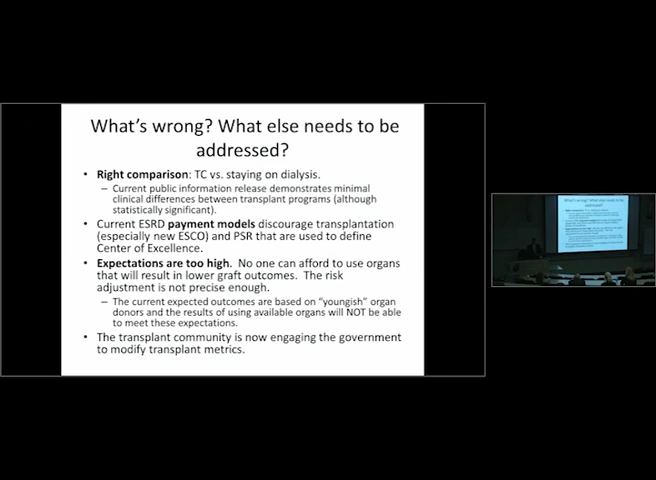 What's wrong? What else needs to be
addressed?
• Right comparison: TC vs. staying on dialysis.
– Current public information release demonstrates minimal
clinical differences between transplant programs (although
statistically significant).
• Current ESRD payment models discourage transplantation
(especially new ESCO) and PSR that are used to define
Center of Excellence.
• Expectations are too high. No one can afford to use organs
that will result in lower graft outcomes. The risk
adjustment is not precise enough.
– The current expected outcomes are based on "youngish" organ
donors and the results of using available organs will NOT be able
to meet these expectations.
• The transplant community is now engaging the government
to modify transplant metrics.